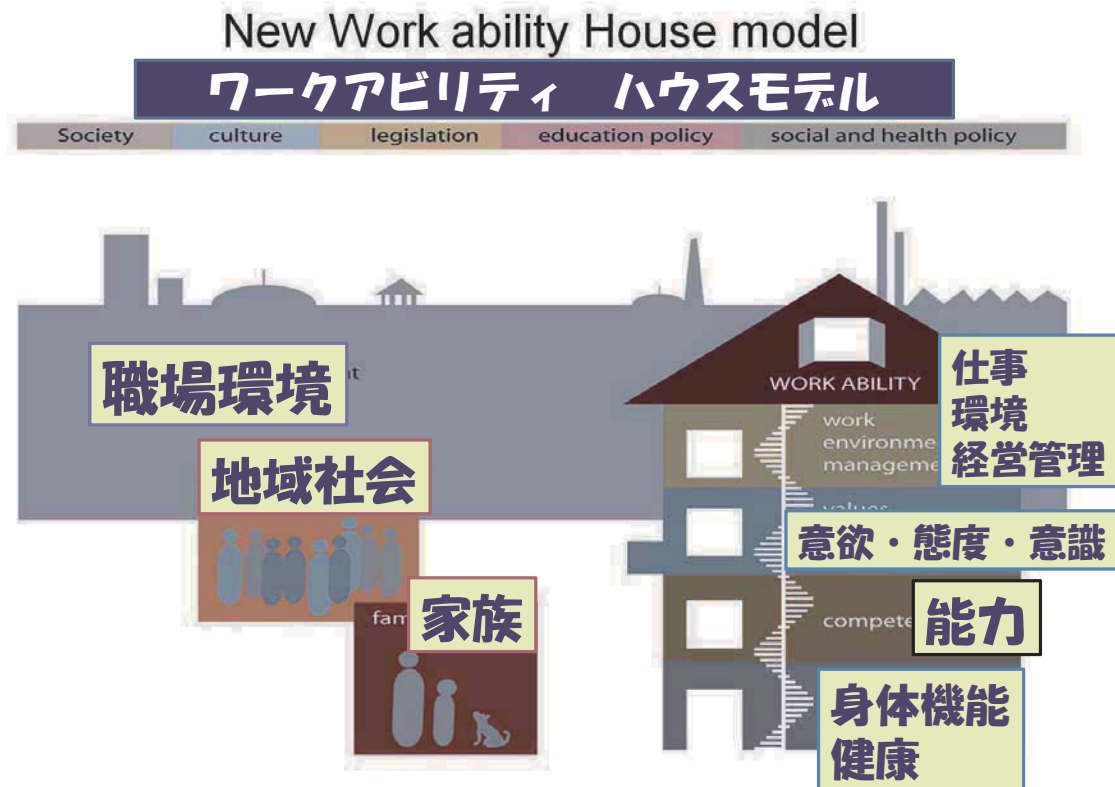 New Work ability House model
ワークアビリティ　ハウスモデル
Society culture legislation education policy social and health policy
職場環境
地域社会
家族
WORK ABILITY
work
仕事
環境
経営管理
意欲・態度・意識
能力
身体機能
健康